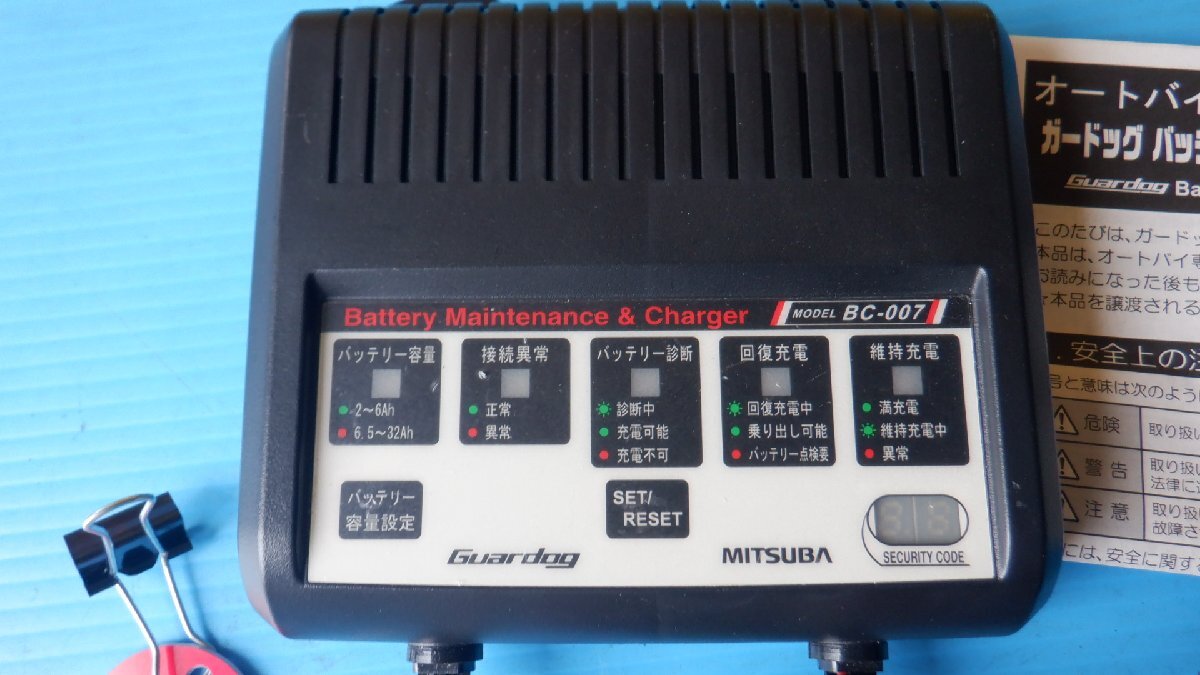 Battery Maintenance & Charger
MODEL BC-007
バッテリー容量
2〜6Ah
6.5〜32Ah
接続異常
正常
異常
バッテリー診断
診断中
充電可能
充電不可
回復充電
回復充電中
乗り出し可能
バッテリー点検要
維持充電
満充電
維持充電中
異常
バッテリー
容量設定
SET/
RESET
Guardog
MITSUBA
SECURITY CODE
オートバイ
ガードッグ バッ
Guardog Ba
このたびは、ガードッ
本品は、オートバイ専
お読みになった後も
☆本品を譲渡される
.安全上の注
号と意味は次のよう
危険
取り扱い
警告
取り扱い
法律に違
注意
取り扱い
故障さ
には、安全に関す